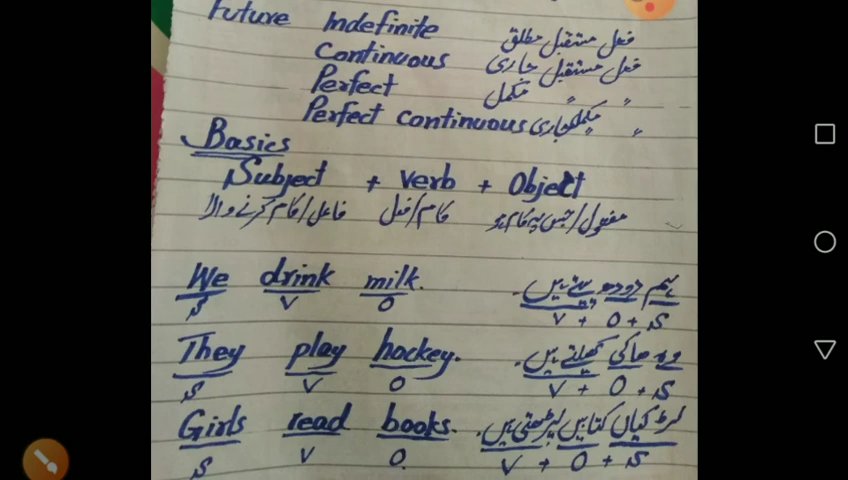 Future Indefinite فعل مستقبل مطلق
Continuous فعل مستقبل جاری
Perfect " " مکمل
Perfect continuous " " مکمل جاری
Basics
Subject + Verb + Object
فاعل/کام کرنے والا کام/فعل مفعول/جس پہ کام ہو
We drink milk. ہم دودھ پیتے ہیں۔
S V O V + O + S
They play hockey. وہ ہاکی کھیلتے ہیں۔
S V O V + O + S
Girls read books. لڑکیاں کتابیں پڑھتی ہیں۔
S V O V + O + S